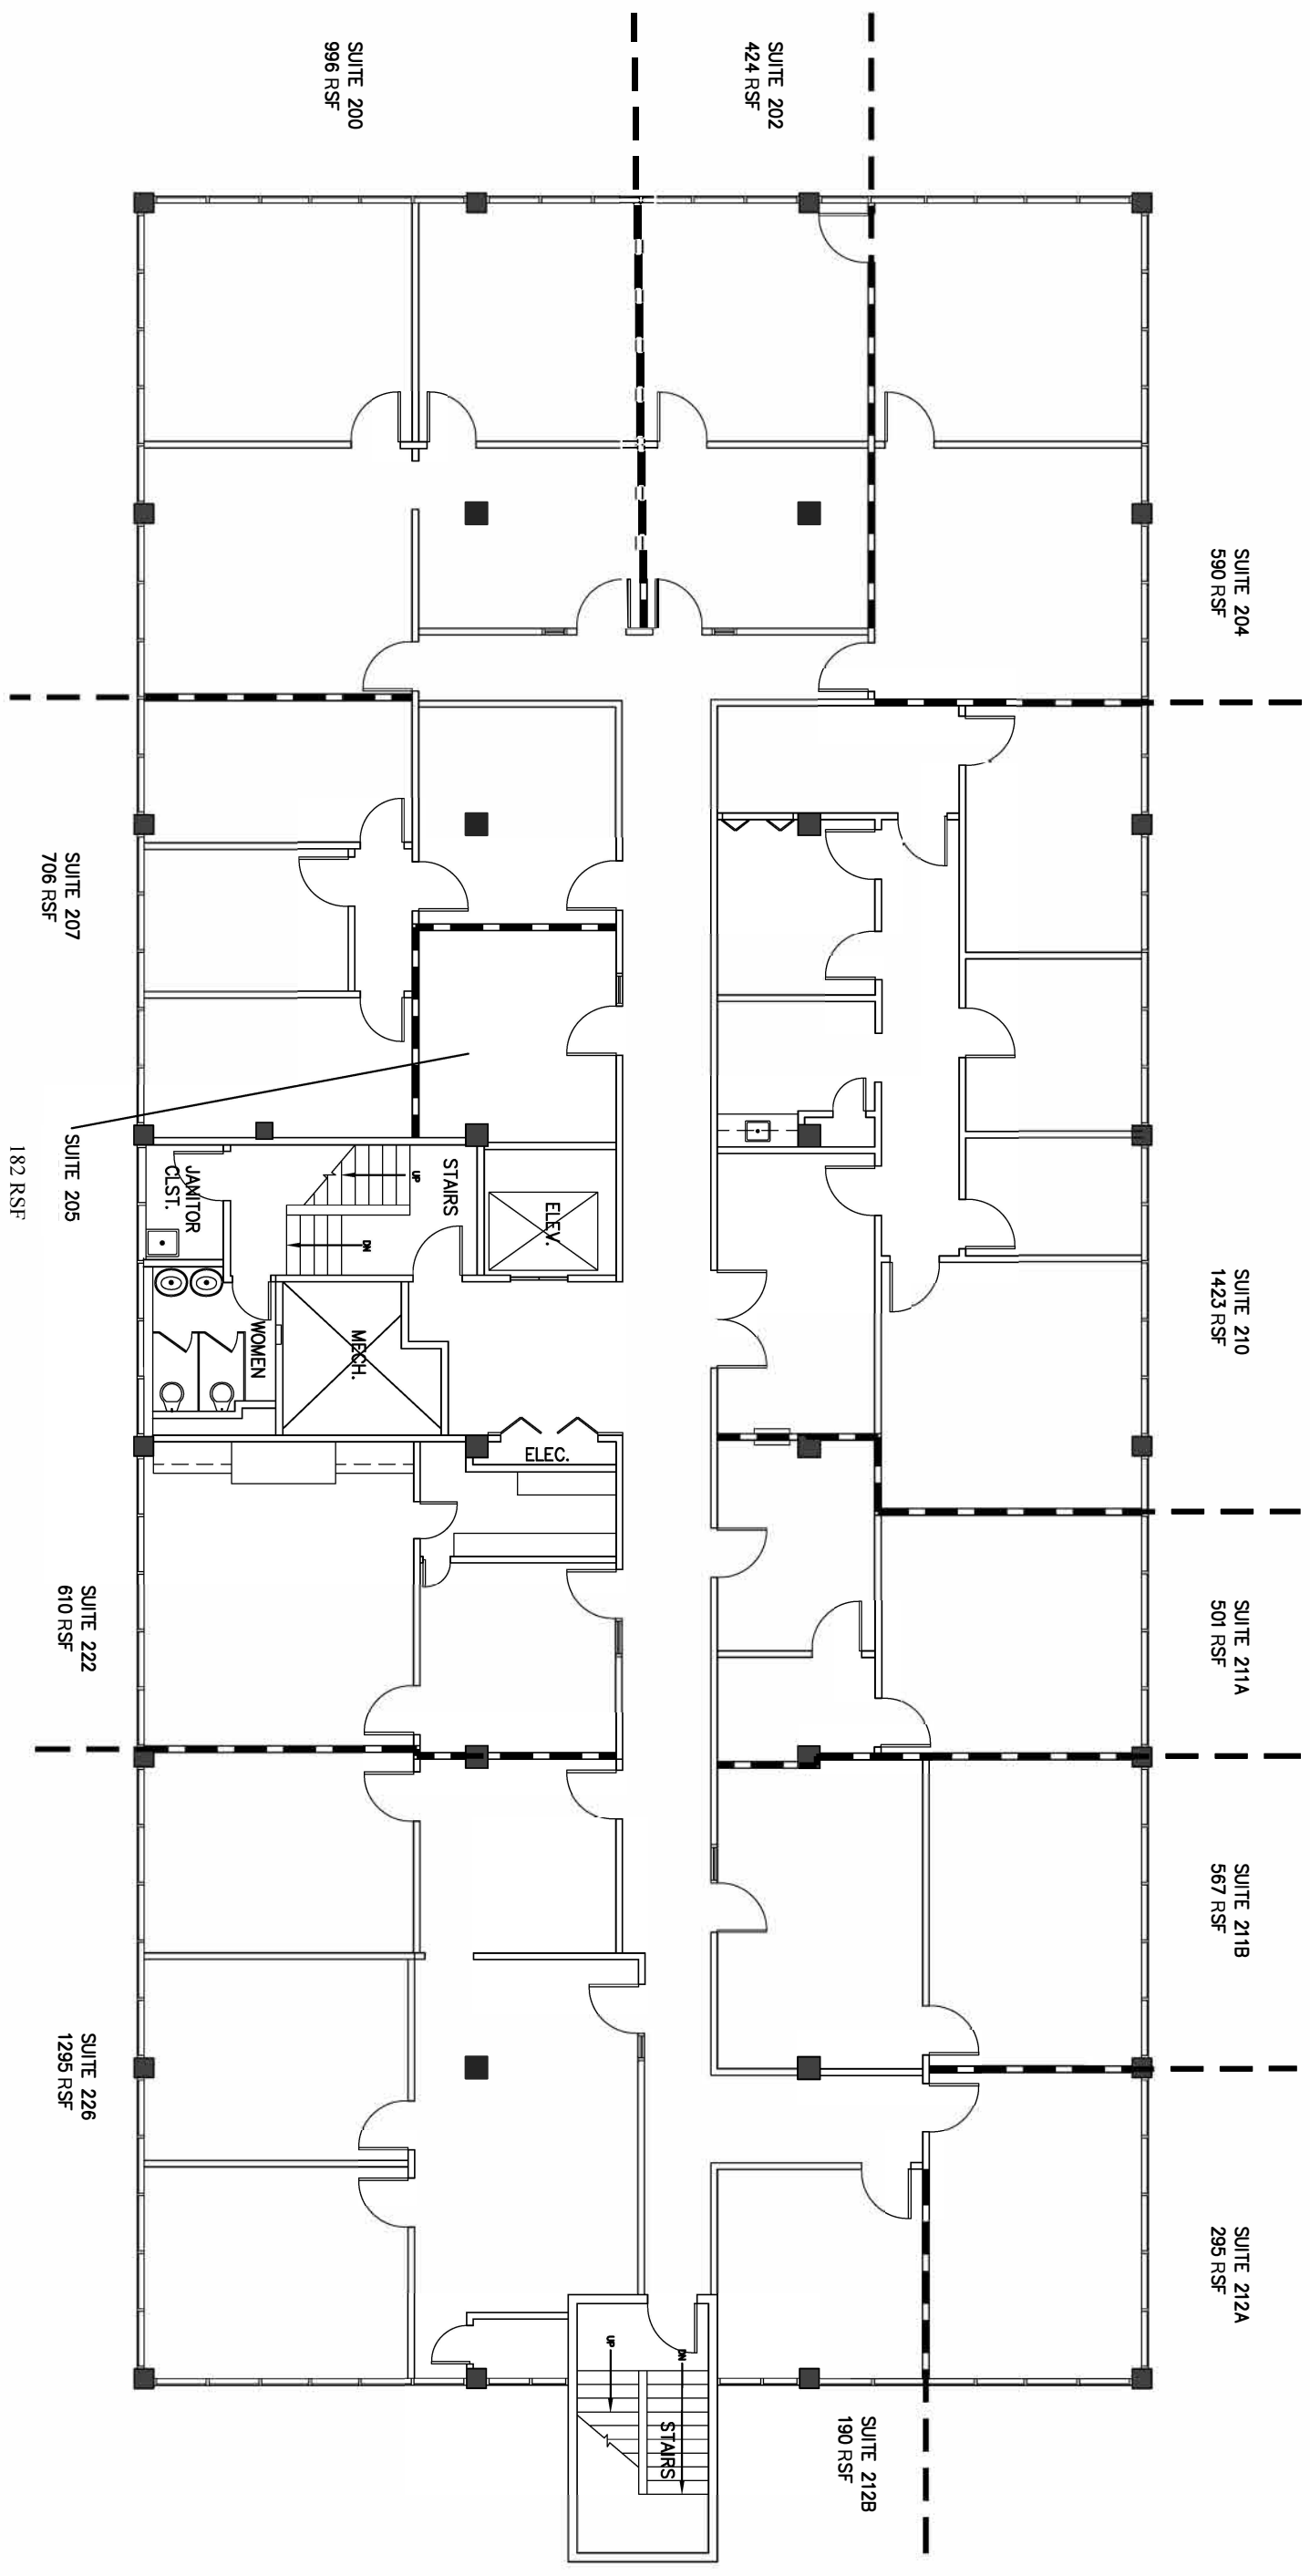 SUITE 200
996 RSF
SUITE 202
424 RSF
SUITE 204
590 RSF
SUITE 207
706 RSF
SUITE 205
182 RSF
SUITE 210
1423 RSF
JANITOR
CLST.
UP
DN
STAIRS
ELEV.
WOMEN
MECH.
ELEC.
SUITE 222
610 RSF
SUITE 211A
501 RSF
SUITE 211B
567 RSF
SUITE 226
1295 RSF
SUITE 212A
295 RSF
UP
DN
STAIRS
SUITE 212B
190 RSF